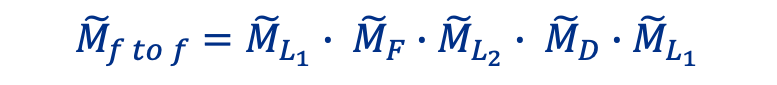 M̃_{f to f} = M̃_{L_1} · M̃_F · M̃_{L_2} · M̃_D · M̃_{L_1}